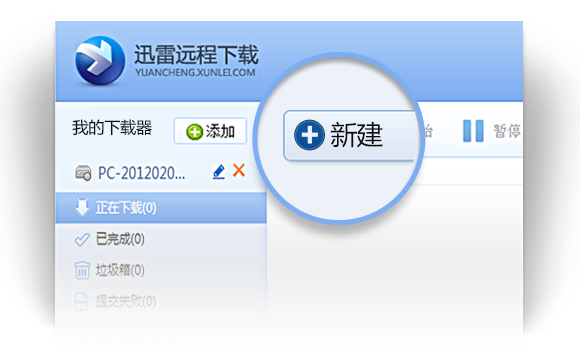 迅雷远程下载
YUANCHENG.XUNLEI.COM
我的下载器
添加
新建
始
暂停
PC-2012020...
正在下载(0)
已完成(0)
垃圾箱(0)
提交失败(0)